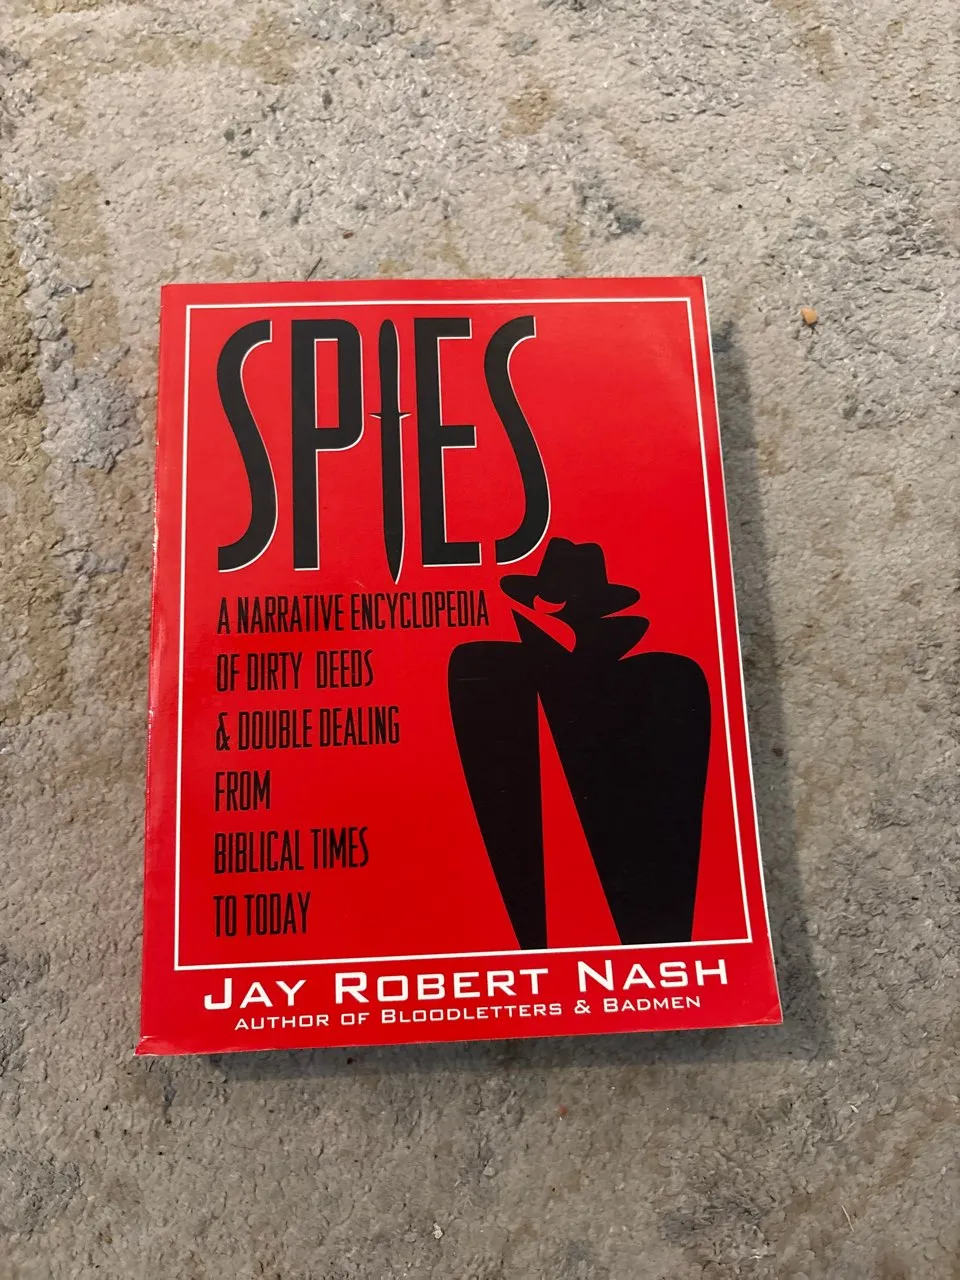 SPIES
A NARRATIVE ENCYCLOPEDIA
OF DIRTY DEEDS
& DOUBLE DEALING
FROM
BIBLICAL TIMES
TO TODAY
JAY ROBERT NASH
AUTHOR OF BLOODLETTERS & BADMEN